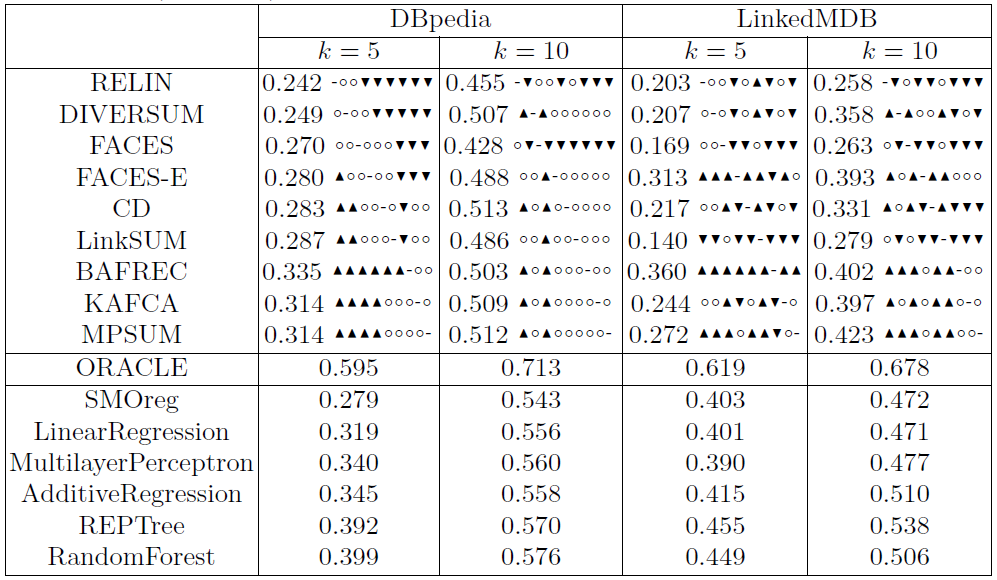 DBpedia LinkedMDB
k = 5 k = 10 k = 5 k = 10
RELIN 0.242 -○○▼▼▼▼▼▼ 0.455 -▼○○▼○▼▼▼ 0.203 -○○▼○▲▼○▼ 0.258 -▼○▼▼○▼▼▼
DIVERSUM 0.249 ○-○○▼▼▼▼▼ 0.507 ▲-▲○○○○○○ 0.207 ○-○▼○▲▼○▼ 0.358 ▲-▲○○▲▼○▼
FACES 0.270 ○○-○○○▼▼▼ 0.428 ○▼-▼▼▼▼▼▼ 0.169 ○○-▼▼○▼▼▼ 0.263 ○▼-▼▼○▼▼▼
FACES-E 0.280 ▲○○-○○▼▼▼ 0.488 ○○▲-○○○○○ 0.313 ▲▲▲-▲▲▼▲○ 0.393 ▲○▲-▲▲○○○
CD 0.283 ▲▲○○-○▼○○ 0.513 ▲○▲○-○○○○ 0.217 ○○▲▼-▲▼○▼ 0.331 ▲○▲▼-▲▼▼▼
LinkSUM 0.287 ▲▲○○○-▼○○ 0.486 ○○▲○○-○○○ 0.140 ▼▼○▼▼-▼▼▼ 0.279 ○▼○▼▼-▼▼▼
BAFREC 0.335 ▲▲▲▲▲▲-○○ 0.503 ▲○▲○○○-○○ 0.360 ▲▲▲▲▲▲-▲▲ 0.402 ▲▲▲○▲▲-○○
KAFCA 0.314 ▲▲▲▲○○○-○ 0.509 ▲○▲○○○○-○ 0.244 ○○▲▼○▲▼-○ 0.397 ▲○▲○▲▲○-○
MPSUM 0.314 ▲▲▲▲○○○○- 0.512 ▲○▲○○○○○- 0.272 ▲▲▲○▲▲▼○- 0.423 ▲▲▲○▲▲○○-
ORACLE 0.595 0.713 0.619 0.678
SMOreg 0.279 0.543 0.403 0.472
LinearRegression 0.319 0.556 0.401 0.471
MultilayerPerceptron 0.340 0.560 0.390 0.477
AdditiveRegression 0.345 0.558 0.415 0.510
REPTree 0.392 0.570 0.455 0.538
RandomForest 0.399 0.576 0.449 0.506